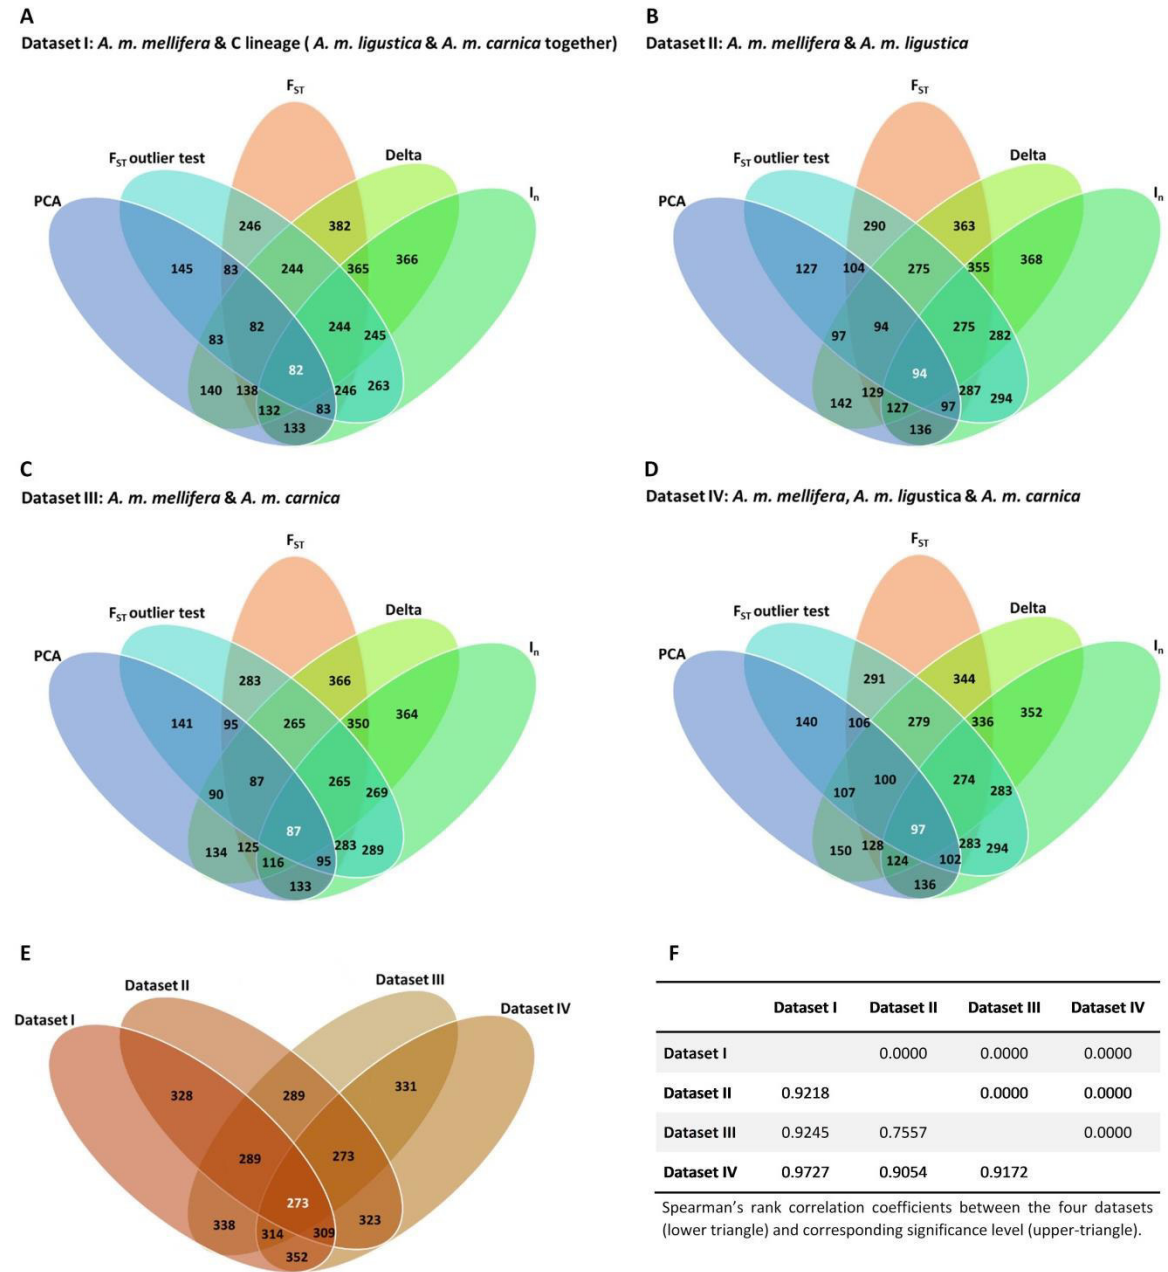 A
Dataset I: A. m. mellifera & C lineage ( A. m. ligustica & A. m. carnica together)
FST
FST outlier test
Delta
PCA
In
246
382
145
83
244
365
366
83
82
244
245
82
140
138
246
263
132
83
133
B
Dataset II: A. m. mellifera & A. m. ligustica
FST
FST outlier test
Delta
PCA
In
290
363
127
104
275
355
368
97
94
275
282
94
142
129
287
294
127
97
136
C
Dataset III: A. m. mellifera & A. m. carnica
FST
FST outlier test
Delta
PCA
In
283
366
141
95
265
350
364
90
87
265
269
87
134
125
283
289
116
95
133
D
Dataset IV: A. m. mellifera, A. m. ligustica & A. m. carnica
FST
FST outlier test
Delta
PCA
In
291
344
140
106
279
336
352
107
100
274
283
97
150
128
283
294
124
102
136
E
Dataset I
Dataset II
Dataset III
Dataset IV
328
289
331
289
273
273
338
314
309
323
352
F
Dataset I Dataset II Dataset III Dataset IV
Dataset I 0.0000 0.0000 0.0000
Dataset II 0.9218 0.0000 0.0000
Dataset III 0.9245 0.7557 0.0000
Dataset IV 0.9727 0.9054 0.9172
Spearman's rank correlation coefficients between the four datasets
(lower triangle) and corresponding significance level (upper-triangle).